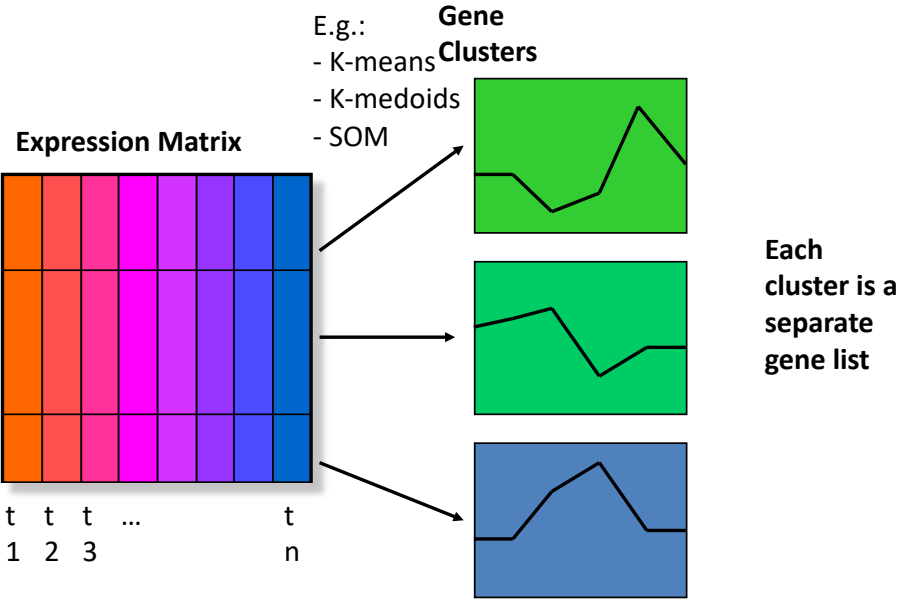 E.g.:
- K-means
- K-medoids
- SOM
Gene
Clusters
Expression Matrix
Each
cluster is a
separate
gene list
t t t ... t
1 2 3 n